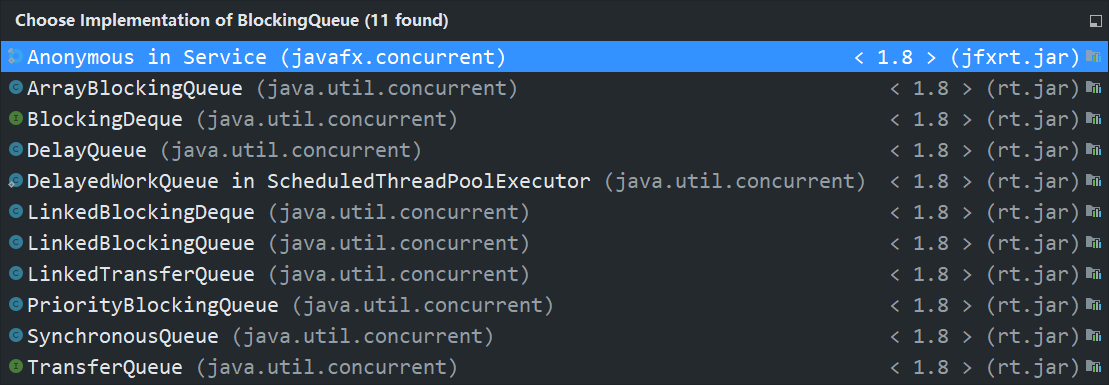 Choose Implementation of BlockingQueue (11 found)
Anonymous in Service (javafx.concurrent) < 1.8 > (jfxrt.jar)
ArrayBlockingQueue (java.util.concurrent) < 1.8 > (rt.jar)
BlockingDeque (java.util.concurrent) < 1.8 > (rt.jar)
DelayQueue (java.util.concurrent) < 1.8 > (rt.jar)
DelayedWorkQueue in ScheduledThreadPoolExecutor (java.util.concurrent) < 1.8 > (rt.jar)
LinkedBlockingDeque (java.util.concurrent) < 1.8 > (rt.jar)
LinkedBlockingQueue (java.util.concurrent) < 1.8 > (rt.jar)
LinkedTransferQueue (java.util.concurrent) < 1.8 > (rt.jar)
PriorityBlockingQueue (java.util.concurrent) < 1.8 > (rt.jar)
SynchronousQueue (java.util.concurrent) < 1.8 > (rt.jar)
TransferQueue (java.util.concurrent) < 1.8 > (rt.jar)